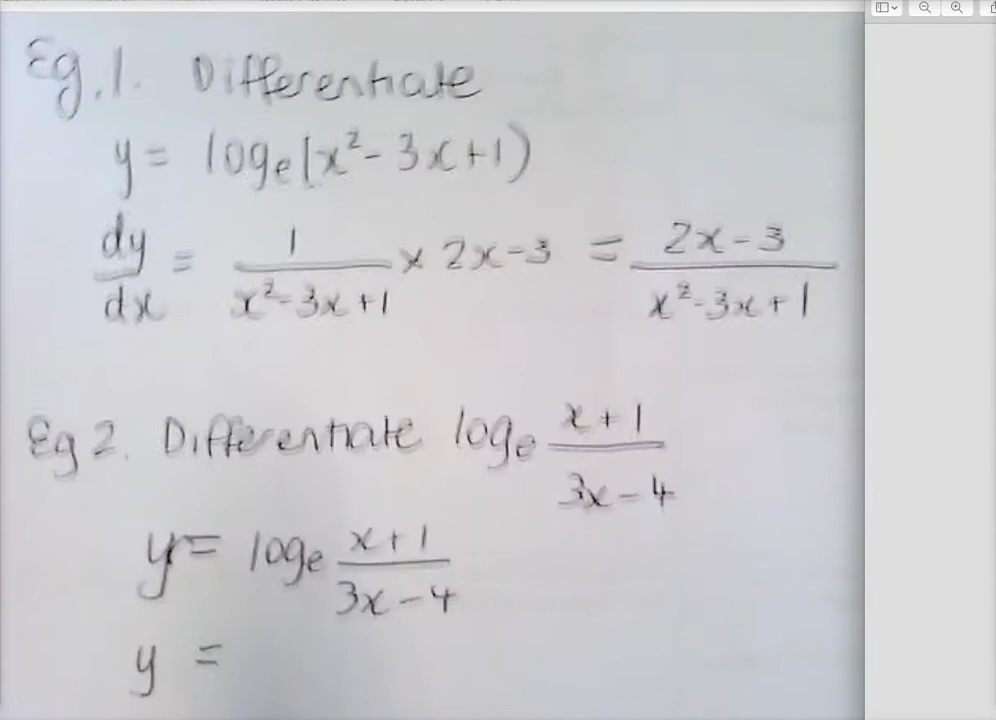 Eg.1. Differentiate
y = logₑ(x² - 3x + 1)
dy/dx = 1/(x² - 3x + 1) × 2x - 3 = (2x - 3)/(x² - 3x + 1)
Eg 2. Differentiate logₑ (x + 1)/(3x - 4)
y = logₑ (x + 1)/(3x - 4)
y =